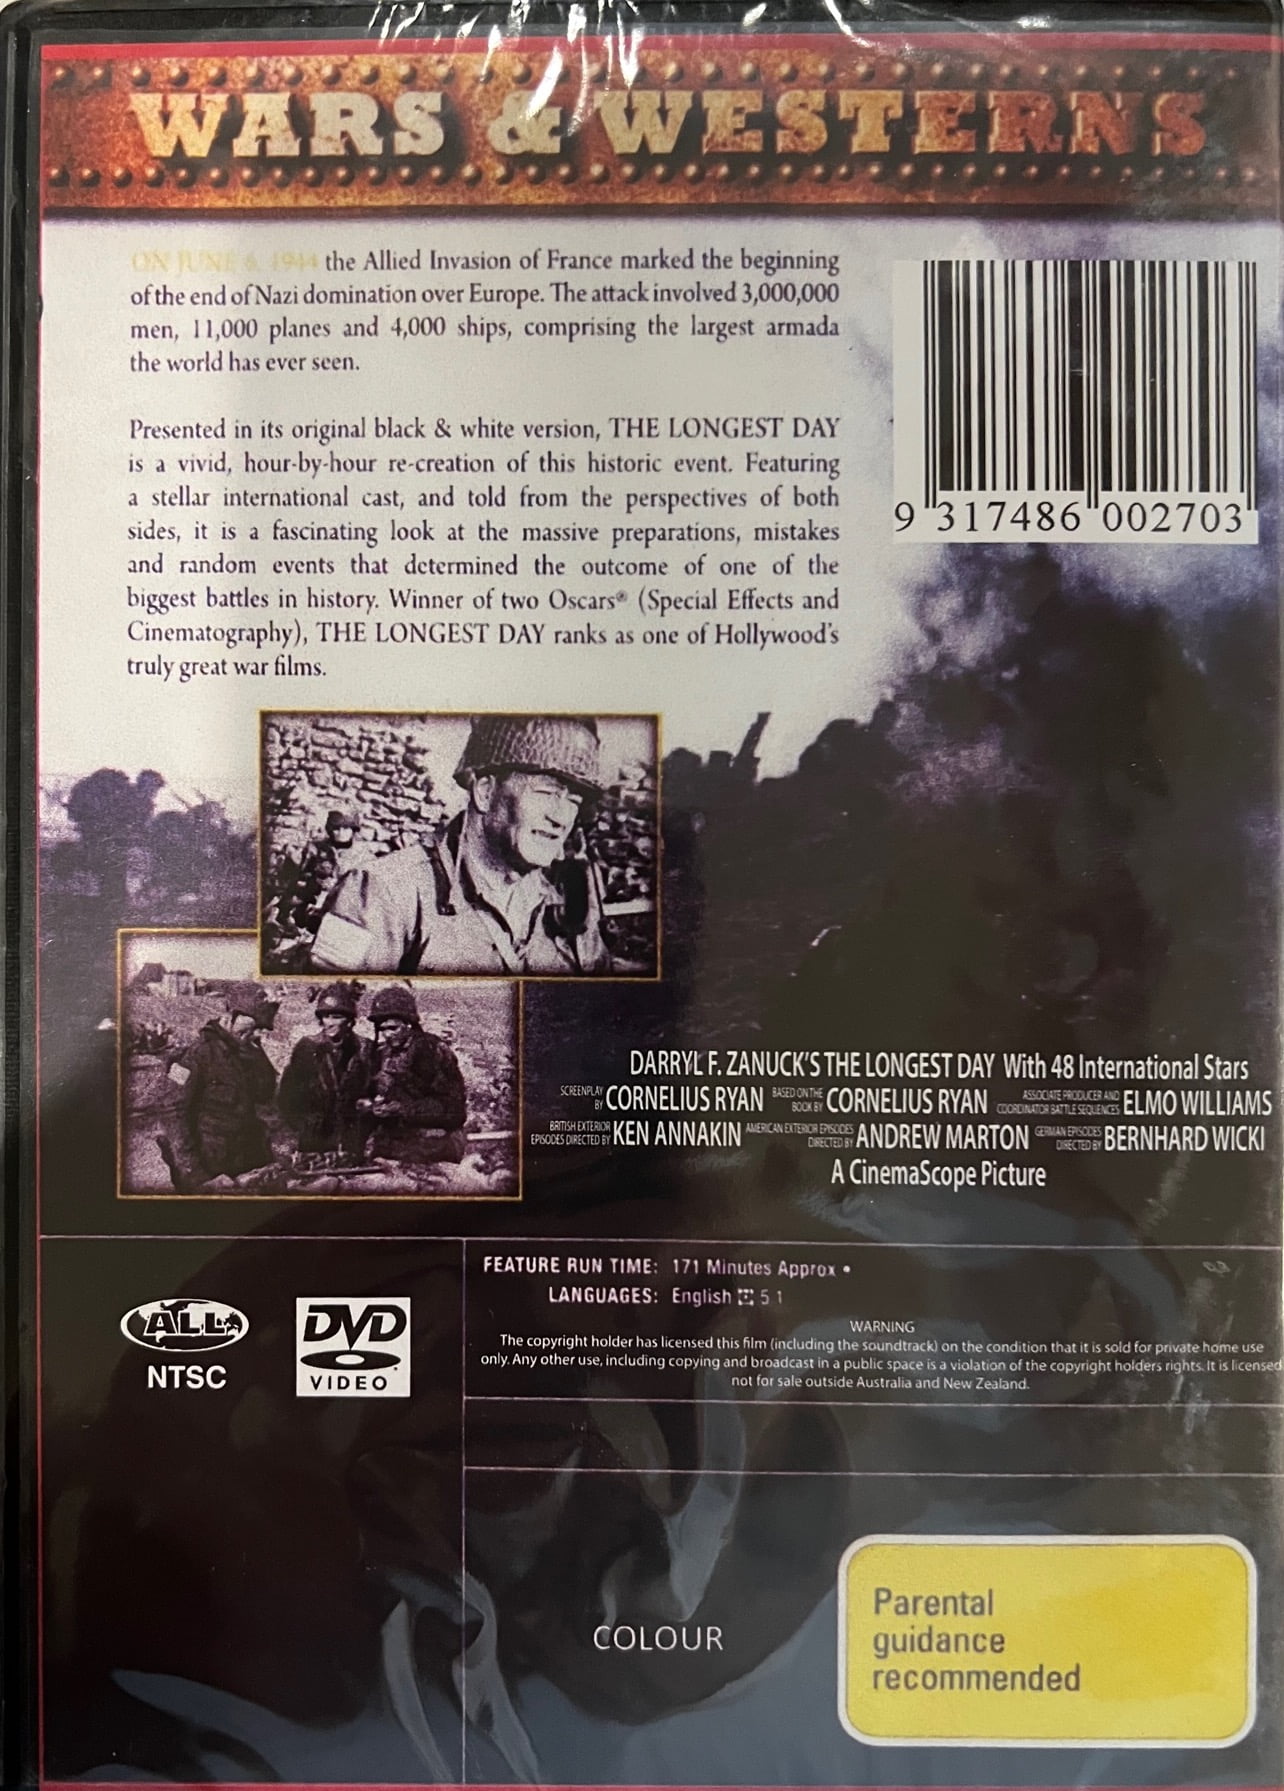 WARS & WESTERNS
ON JUNE 6, 1944 the Allied Invasion of France marked the beginning
of the end of Nazi domination over Europe. The attack involved 3,000,000
men, 11,000 planes and 4,000 ships, comprising the largest armada
the world has ever seen.
Presented in its original black & white version, THE LONGEST DAY
is a vivid, hour-by-hour re-creation of this historic event. Featuring
a stellar international cast, and told from the perspectives of both
sides, it is a fascinating look at the massive preparations, mistakes
and random events that determined the outcome of one of the
biggest battles in history. Winner of two Oscars® (Special Effects and
Cinematography), THE LONGEST DAY ranks as one of Hollywood's
truly great war films.
9 317486 002703
DARRYL F. ZANUCK'S THE LONGEST DAY With 48 International Stars
SCREENPLAY BY CORNELIUS RYAN BASED ON THE BOOK BY CORNELIUS RYAN ASSOCIATE PRODUCER AND COORDINATOR BATTLE SEQUENCES ELMO WILLIAMS
BRITISH EXTERIOR EPISODES DIRECTED BY KEN ANNAKIN AMERICAN EXTERIOR EPISODES DIRECTED BY ANDREW MARTON GERMAN EPISODES DIRECTED BY BERNHARD WICKI
A CinemaScope Picture
FEATURE RUN TIME: 171 Minutes Approx •
LANGUAGES: English 5 1
ALL
NTSC
DVD
VIDEO
WARNING
The copyright holder has licensed this film (including the soundtrack) on the condition that it is sold for private home use
only. Any other use, including copying and broadcast in a public space is a violation of the copyright holders rights. It is licensed
not for sale outside Australia and New Zealand.
COLOUR
Parental
guidance
recommended